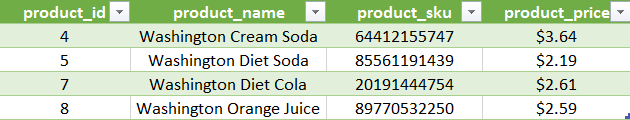 product_id product_name product_sku product_price
4 Washington Cream Soda 64412155747 $3.64
5 Washington Diet Soda 85561191439 $2.19
7 Washington Diet Cola 20191444754 $2.61
8 Washington Orange Juice 89770532250 $2.59